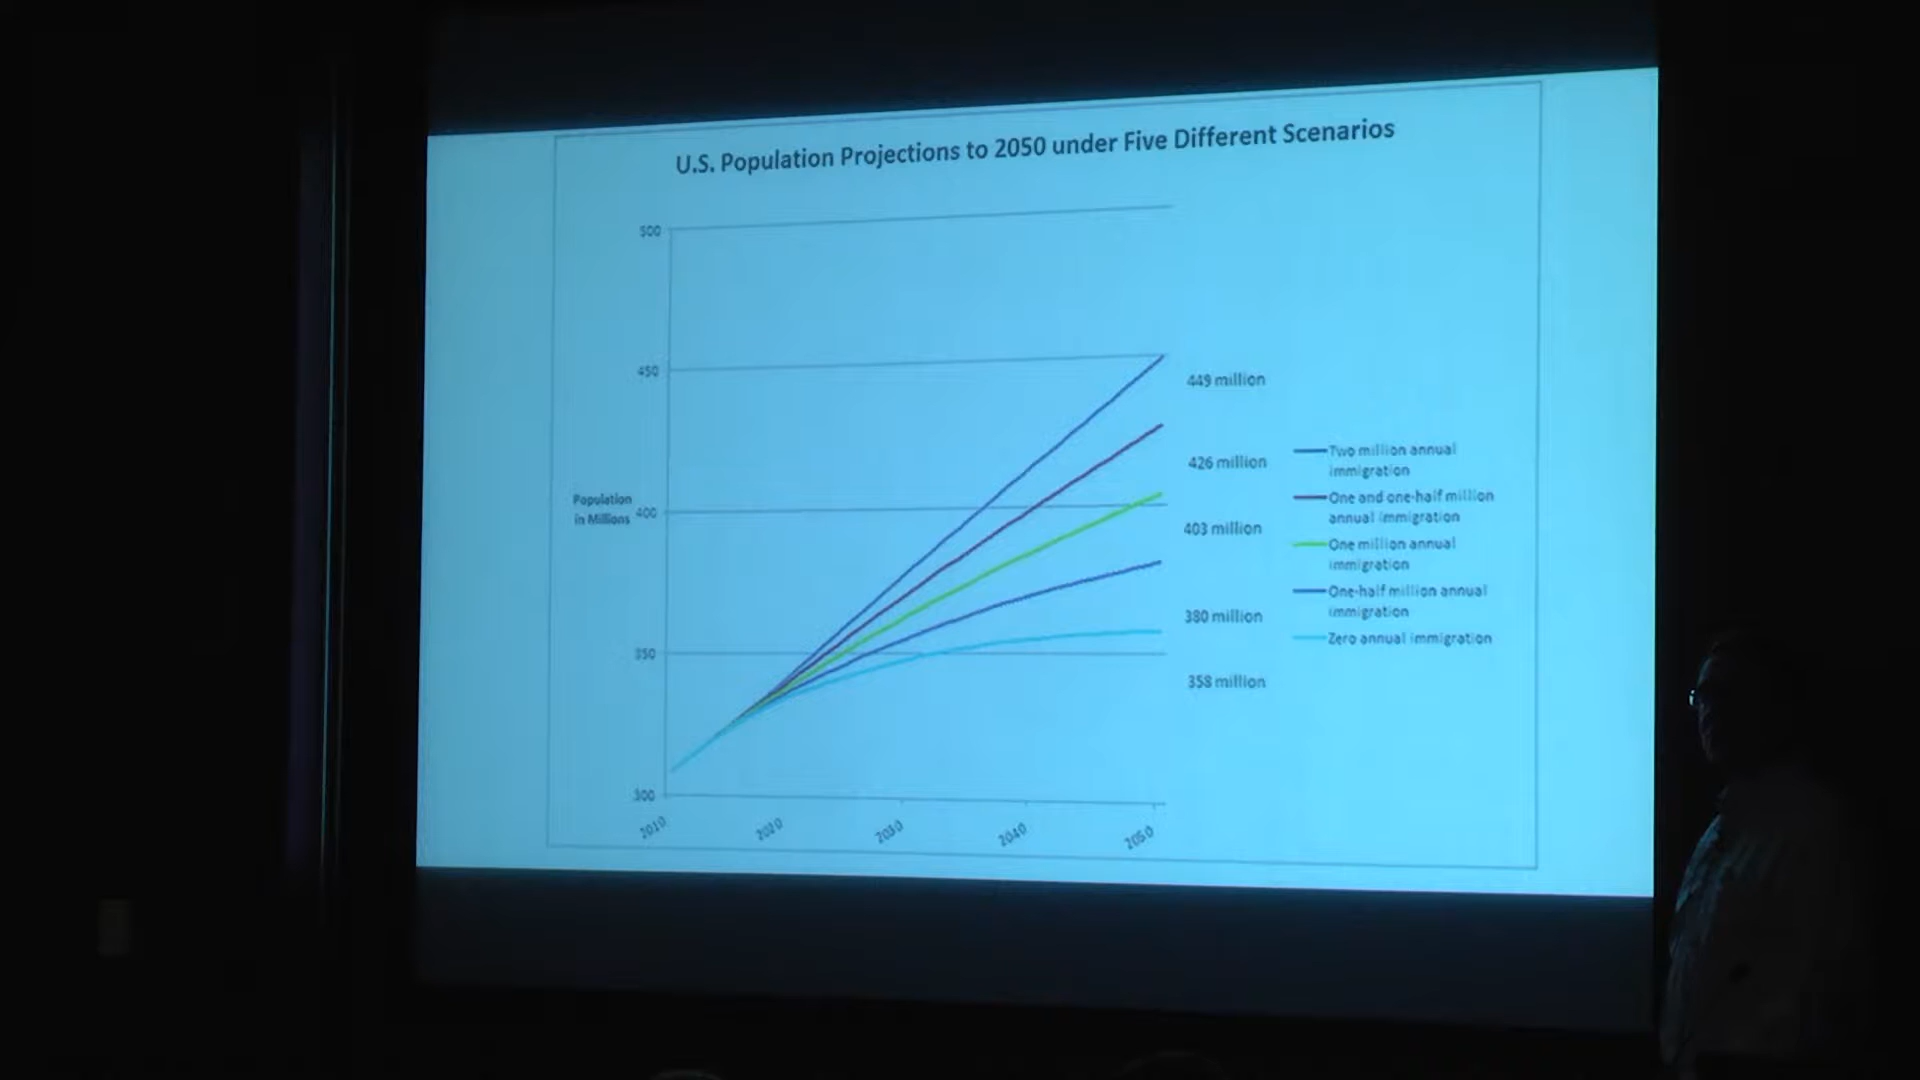 U.S. Population Projections to 2050 under Five Different Scenarios
500
450
Population
in Millions
400
350
300
2010
2020
2030
2040
2050
449 million
426 million
403 million
380 million
358 million
Two million annual
immigration
One and one-half million
annual immigration
One million annual
immigration
One-half million annual
immigration
Zero annual immigration